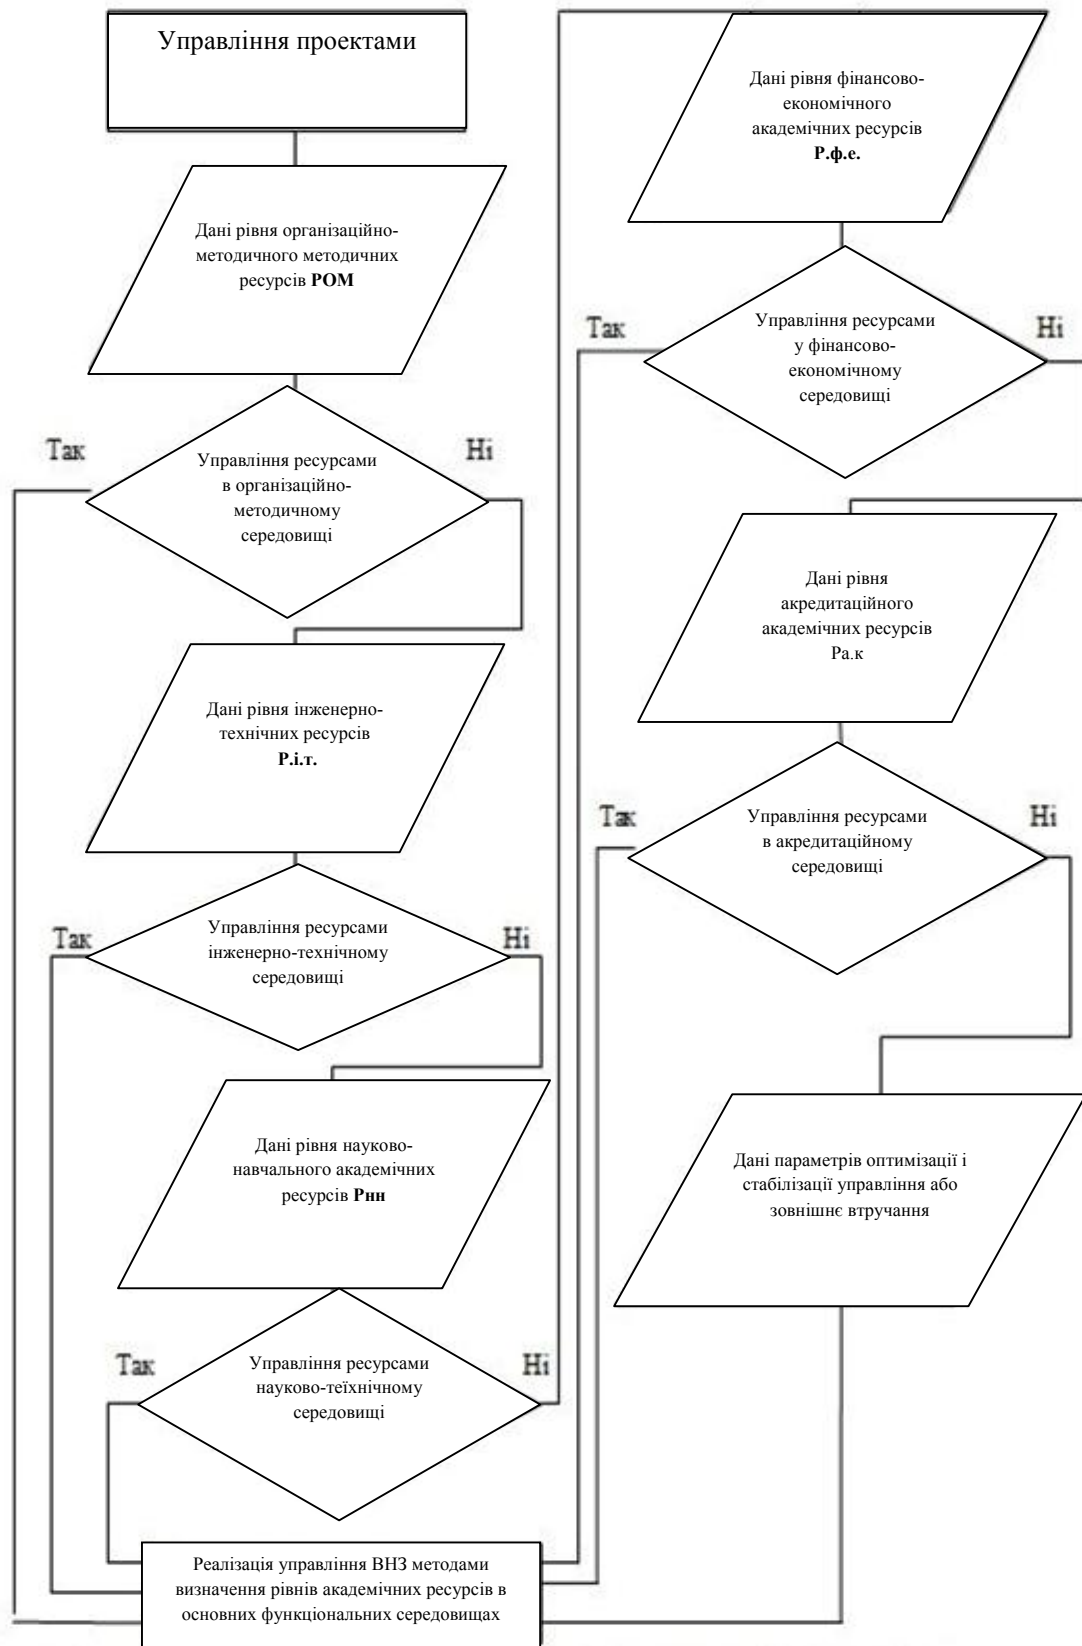 Управління проектами
Дані рівня організаційно-
методичного методичних
ресурсів РОМ
Так
Ні
Управління ресурсами
в організаційно-
методичному
середовищі
Дані рівня інженерно-
технічних ресурсів
Р.і.т.
Так
Ні
Управління ресурсами
інженерно-технічному
середовищі
Дані рівня науково-
навчального академічних
ресурсів Рнн
Так
Ні
Управління ресурсами
науково-теїхнічному
середовищі
Дані рівня фінансово-
економічного
академічних ресурсів
Р.ф.е.
Так
Ні
Управління ресурсами
у фінансово-
економічному
середовищі
Дані рівня
акредитаційного
академічних ресурсів
Ра.к
Так
Ні
Управління ресурсами
в акредитаційному
середовищі
Дані параметрів оптимізації і
стабілізації управління або
зовнішнє втручання
Реалізація управління ВНЗ методами
визначення рівнів академічних ресурсів в
основних функціональних середовищах